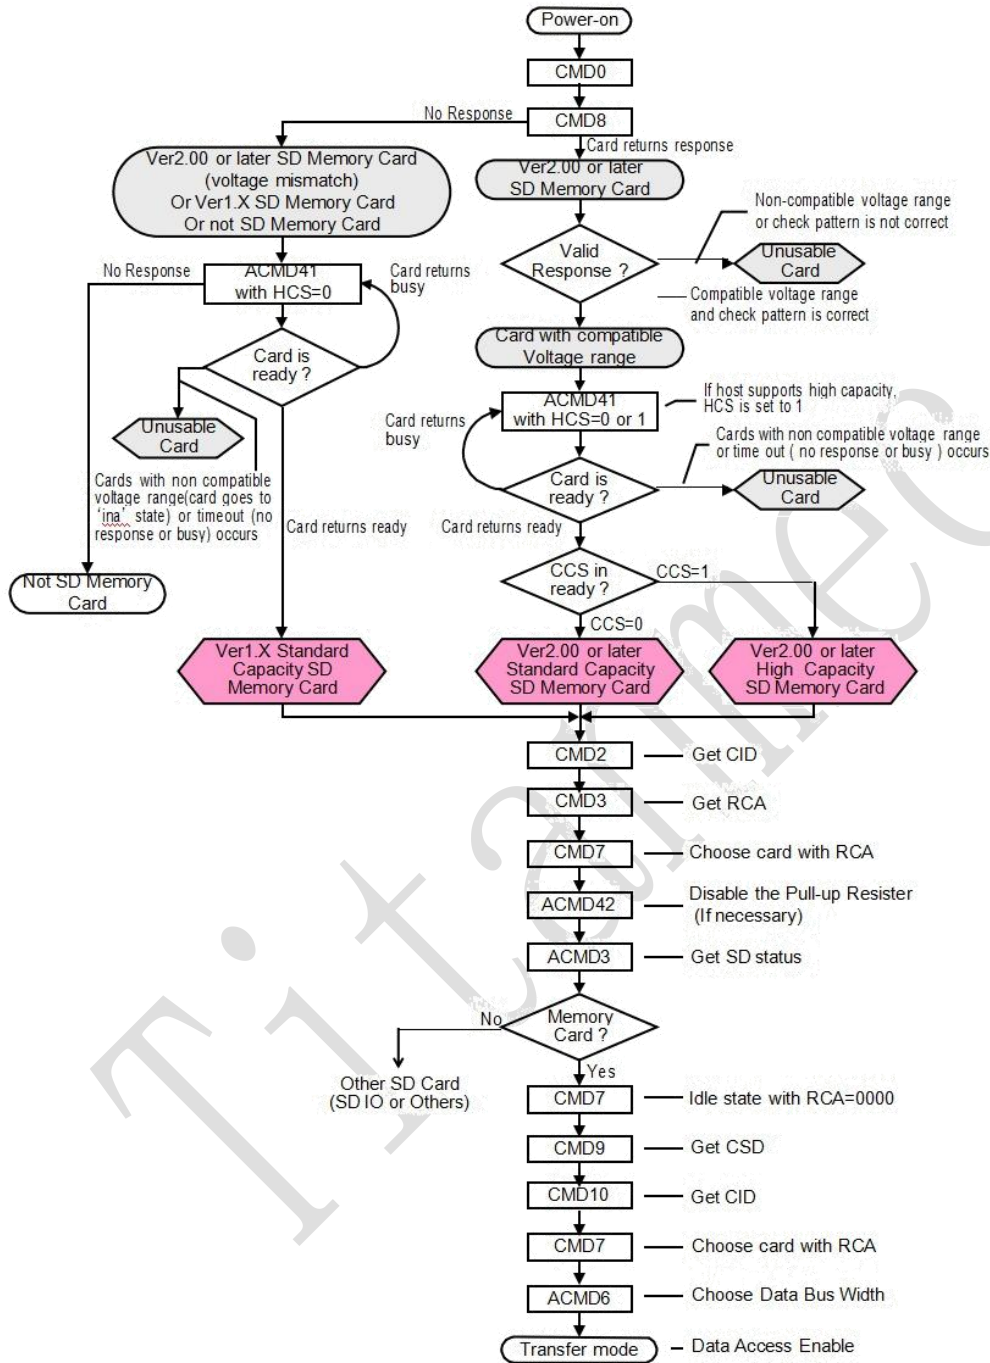 Power-on
CMD0
No Response
CMD8
Card returns response
Ver2.00 or later SD Memory Card
(voltage mismatch)
Or Ver1.X SD Memory Card
Or not SD Memory Card
Ver2.00 or later
SD Memory Card
Non-compatible voltage range
or check pattern is not correct
Valid
Response ?
Unusable
Card
Compatible voltage range
and check pattern is correct
No Response
ACMD41
with HCS=0
Card returns
busy
Card is
ready ?
Card with compatible
Voltage range
ACMD41
with HCS=0 or 1
If host supports high capacity,
HCS is set to 1
Card returns
busy
Unusable
Card
Cards with non compatible voltage range
or time out ( no response or busy ) occurs
Card is
ready ?
Unusable
Card
Cards with non compatible
voltage range(card goes to
‘ina’ state) or timeout (no
response or busy) occurs
Card returns ready
Card returns ready
CCS in
ready ?
CCS=1
CCS=0
Not SD Memory
Card
Ver1.X Standard
Capacity SD
Memory Card
Ver2.00 or later
Standard Capacity
SD Memory Card
Ver2.00 or later
High Capacity
SD Memory Card
CMD2
Get CID
CMD3
Get RCA
CMD7
Choose card with RCA
ACMD42
Disable the Pull-up Resister
(If necessary)
ACMD3
Get SD status
No
Memory
Card ?
Yes
Other SD Card
(SD IO or Others)
CMD7
Idle state with RCA=0000
CMD9
Get CSD
CMD10
Get CID
CMD7
Choose card with RCA
ACMD6
Choose Data Bus Width
Transfer mode
Data Access Enable
Titamec